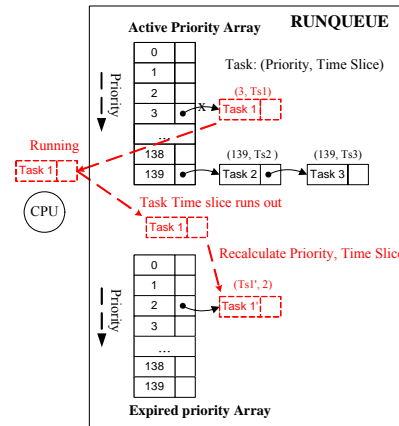 RUNQUEUE
Active Priority Array
Task: (Priority, Time Slice)
Priority
0
1
2
3
...
138
139
x
(3, Ts1)
Task 1
Running
Task 1
CPU
(139, Ts2 )
(139, Ts3)
Task 2
Task 3
Task Time slice runs out
Task 1
Recalculate Priority, Time Slice
Priority
0
1
2
3
...
138
139
(Ts1', 2)
Task 1'
Expired priority Array